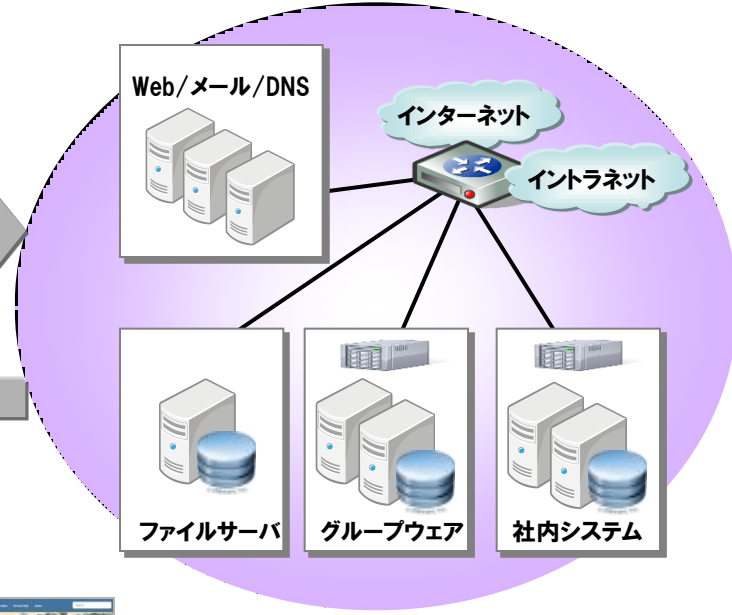 Web/メール/DNS
インターネット
イントラネット
ファイルサーバ
グループウェア
社内システム